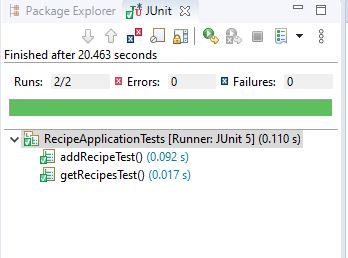 Package Explorer JUnit
Finished after 20.463 seconds
Runs: 2/2 Errors: 0 Failures: 0
RecipeApplicationTests [Runner: JUnit 5] (0.110 s)
addRecipeTest() (0.092 s)
getRecipesTest() (0.017 s)